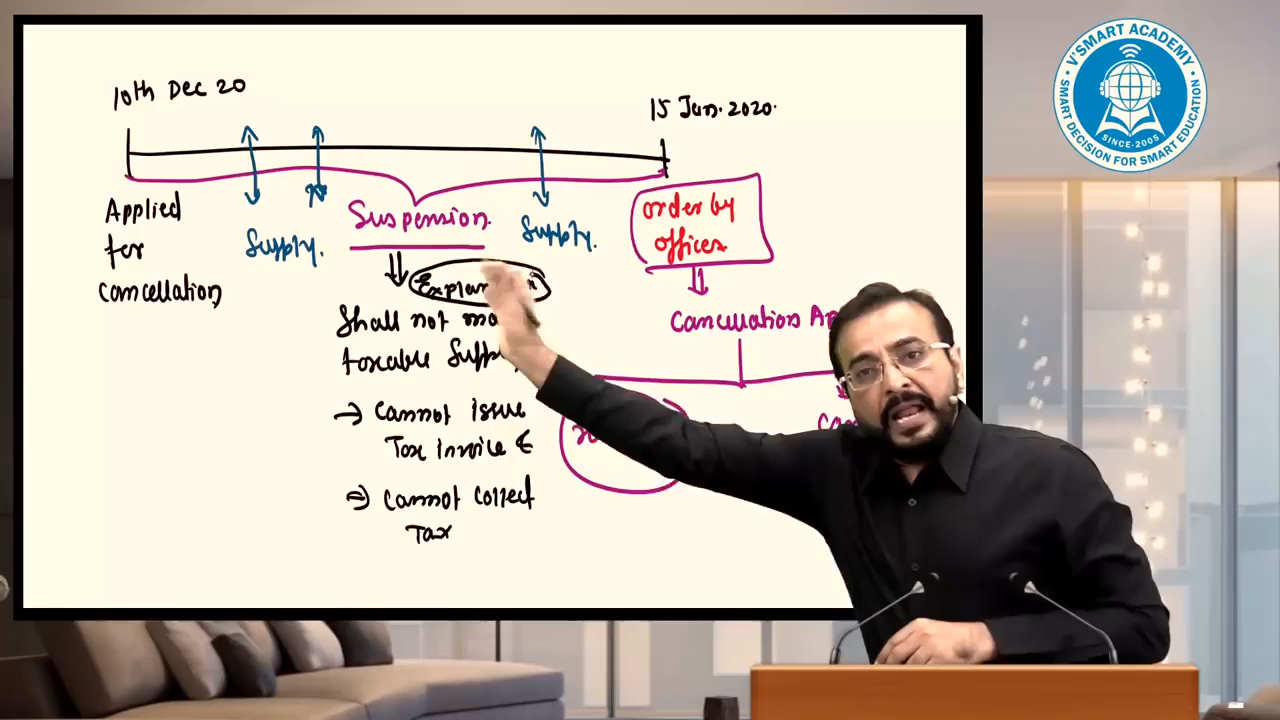 10th Dec 20
15 Jan. 2020.
Applied
for
cancellation
Supply.
Suspension.
Supply.
Order by
officer
Shall not
taxable
→ Cannot issue
Tax invoice &
⇒ Cannot collect
Tax
Cancellation
V'SMART ACADEMY
SINCE-2005
SMART DECISION FOR SMART EDUCATION